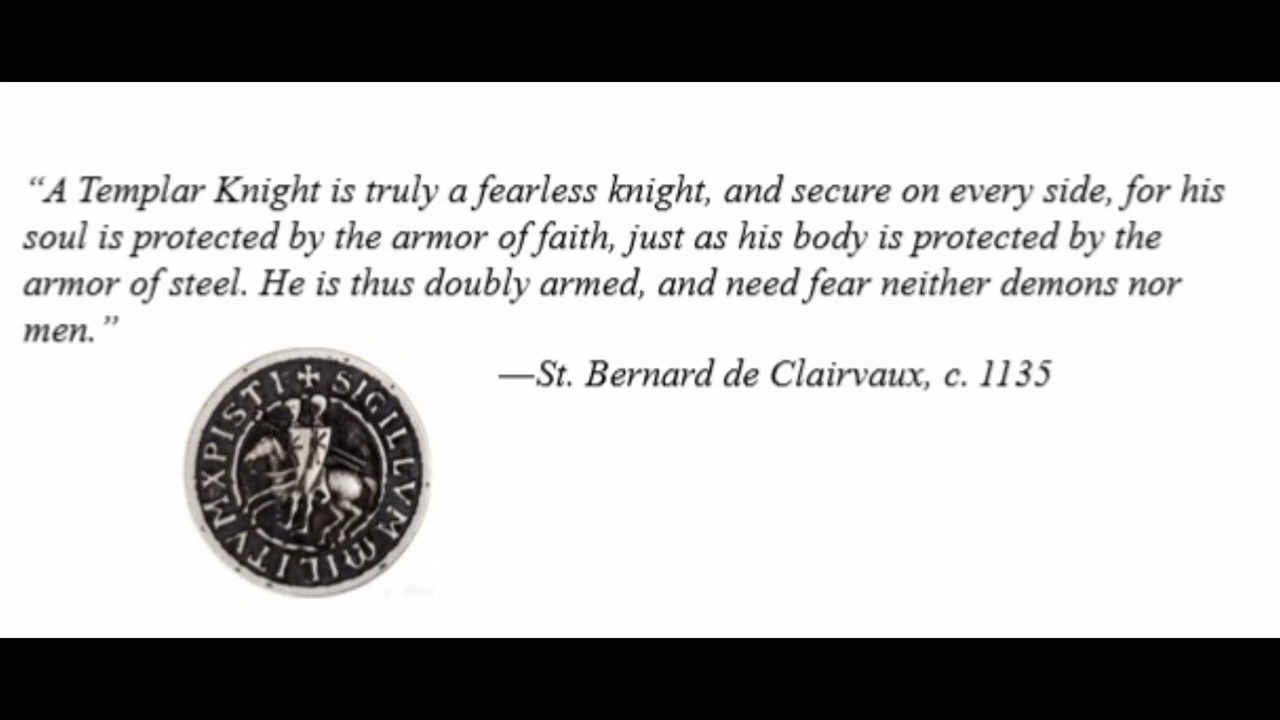 “A Templar Knight is truly a fearless knight, and secure on every side, for his
soul is protected by the armor of faith, just as his body is protected by the
armor of steel. He is thus doubly armed, and need fear neither demons nor
men.”
—St. Bernard de Clairvaux, c. 1135
✠ SIGILLVM MILITVM XPISTI